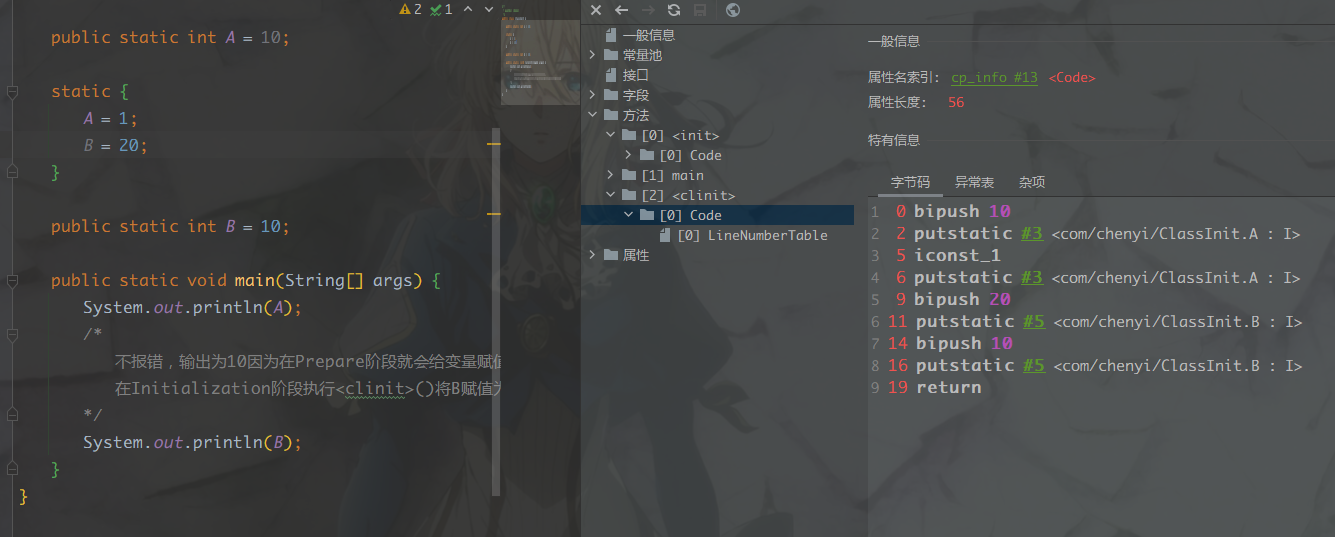 2 1
public static int A = 10;
static {
A = 1;
B = 20;
}
public static int B = 10;
public static void main(String[] args) {
System.out.println(A);
/*
不报错，输出为10因为在Prepare阶段就会给变量赋值
在Initialization阶段执行<clinit>()将B赋值为
*/
System.out.println(B);
}
}
一般信息
常量池
接口
字段
方法
[0] <init>
[0] Code
[1] main
[2] <clinit>
[0] Code
[0] LineNumberTable
属性
一般信息
属性名索引: cp_info #13 <Code>
属性长度: 56
特有信息
字节码 异常表 杂项
1 0 bipush 10
2 2 putstatic #3 <com/chenyi/ClassInit.A : I>
3 5 iconst_1
4 6 putstatic #3 <com/chenyi/ClassInit.A : I>
5 9 bipush 20
6 11 putstatic #5 <com/chenyi/ClassInit.B : I>
7 14 bipush 10
8 16 putstatic #5 <com/chenyi/ClassInit.B : I>
9 19 return